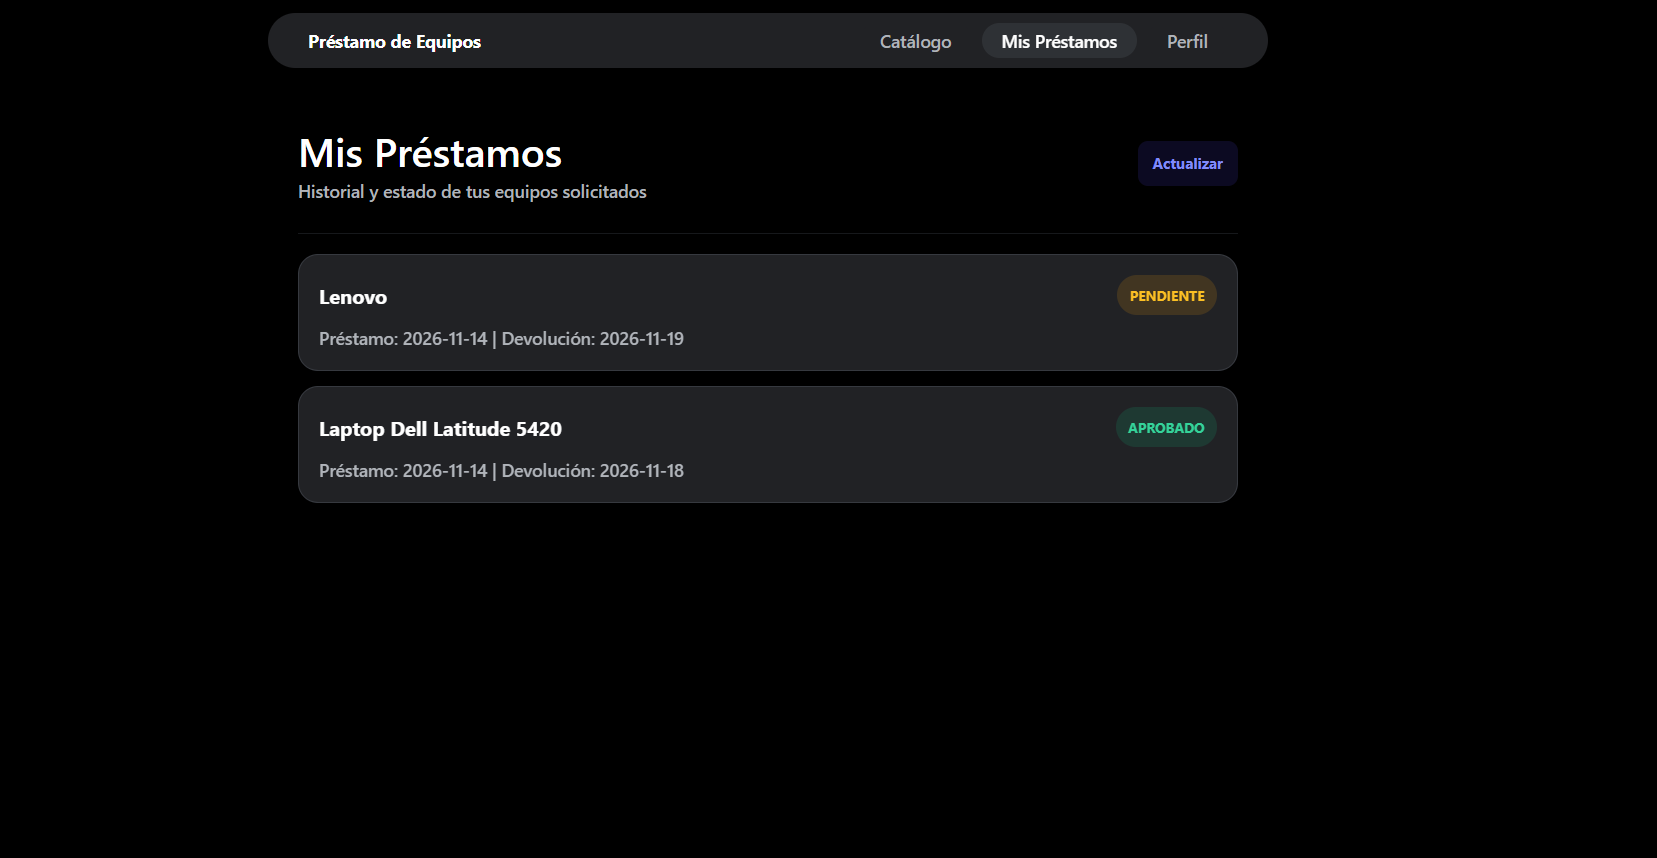 Préstamo de Equipos
Catálogo
Mis Préstamos
Perfil
Mis Préstamos
Actualizar
Historial y estado de tus equipos solicitados
Lenovo
PENDIENTE
Préstamo: 2026-11-14 | Devolución: 2026-11-19
Laptop Dell Latitude 5420
APROBADO
Préstamo: 2026-11-14 | Devolución: 2026-11-18